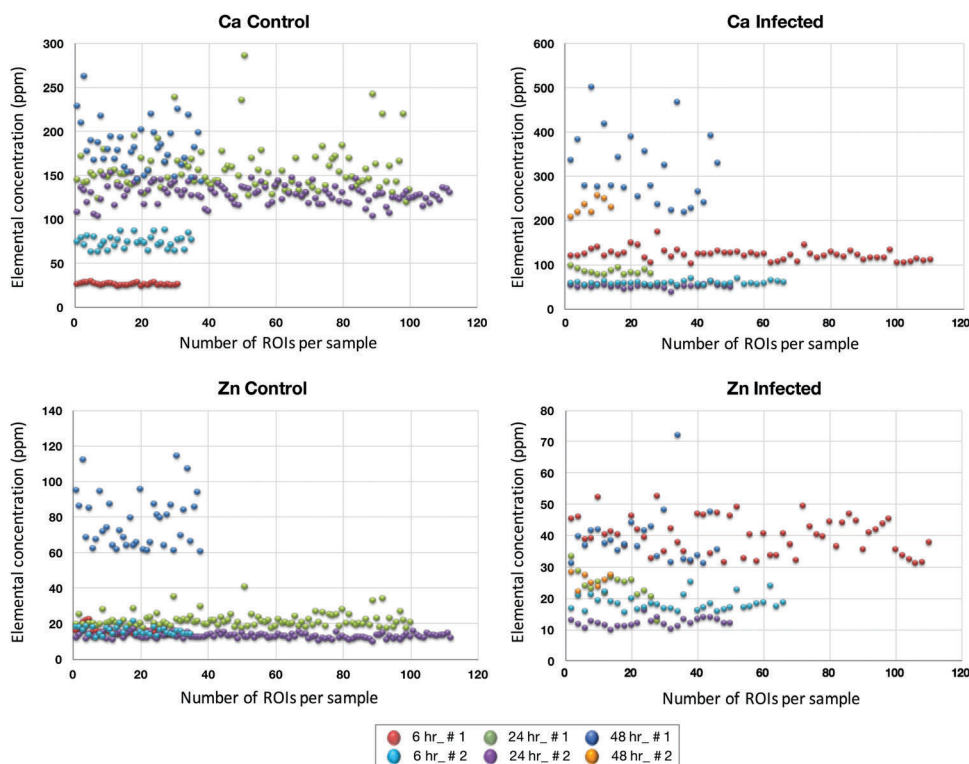 Ca Control
Elemental concentration (ppm)
300
250
200
150
100
50
0
0 20 40 60 80 100 120
Number of ROIs per sample
Ca Infected
Elemental concentration (ppm)
600
500
400
300
200
100
0
0 20 40 60 80 100 120
Number of ROIs per sample
Zn Control
Elemental concentration (ppm)
140
120
100
80
60
40
20
0
0 20 40 60 80 100 120
Number of ROIs per sample
Zn Infected
Elemental concentration (ppm)
80
70
60
50
40
30
20
10
0
0 20 40 60 80 100 120
Number of ROIs per sample
6 hr_ # 1 24 hr_ # 1 48 hr_ # 1
6 hr_ # 2 24 hr_ # 2 48 hr_ # 2